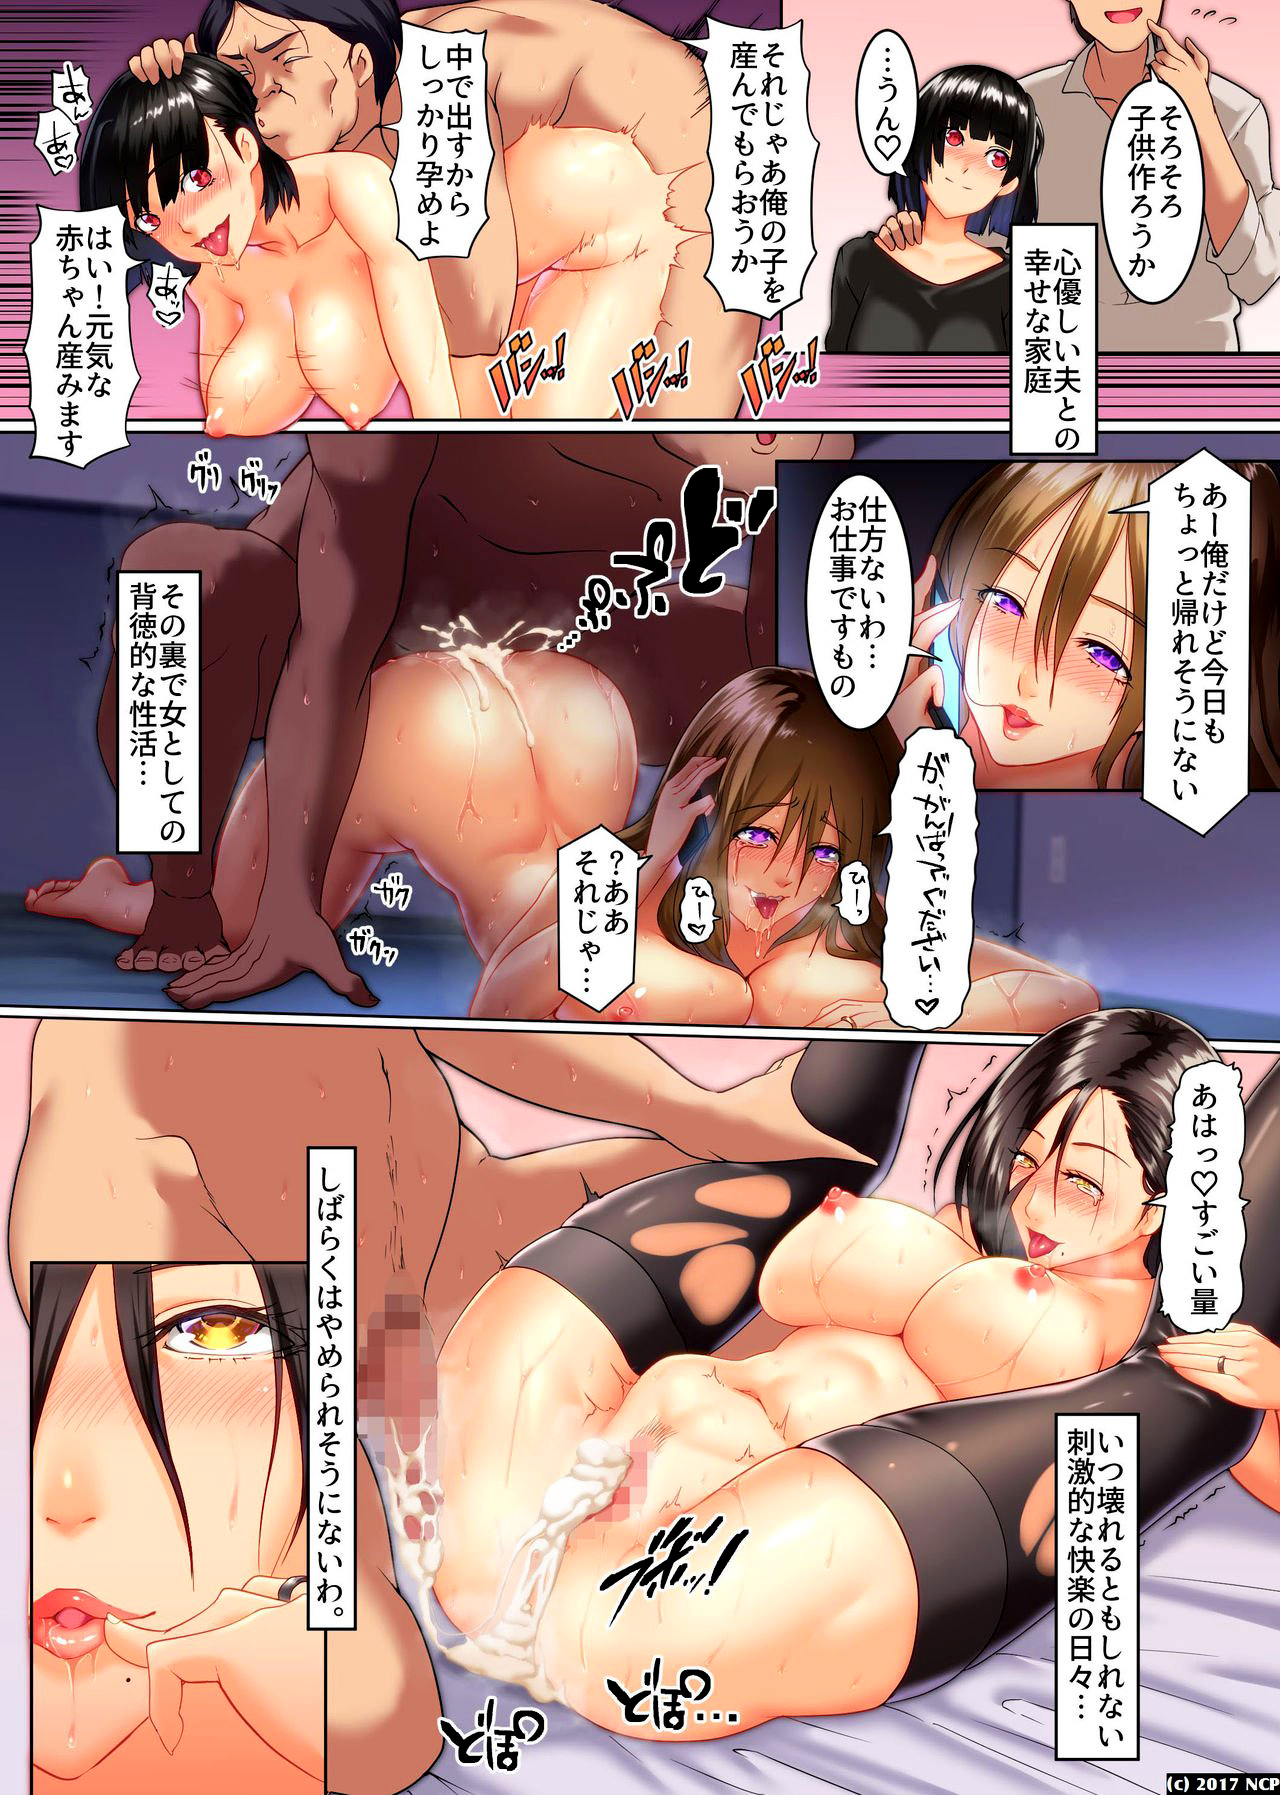 そろそろ
子供作ろうか
…うん♡
心優しい夫との
幸せな家庭
それじゃあ俺の子を
産んでもらおうか
中で出すから
しっかり孕めよ
あん
あ♡
あっ♡
はい！元気な
赤ちゃん産みます
バンッ！
バシッ！
バンッ！
あー俺だけど今日も
ちょっと帰れそうにない
仕方ないわ…
お仕事ですもの
グリ
グリッ
どぷぷ…
その裏で女としての
背徳的な性活…
が、がんばってぐださい…♡
ひーっ
ひー♡
？ああ
それじゃ…
ガク
ガクンッ
あはっ♡すごい量
しばらくはやめられそうにないわ。
いつ壊れるともしれない
刺激的な快楽の日々…
ブボッ！
(c) 2017 NCP